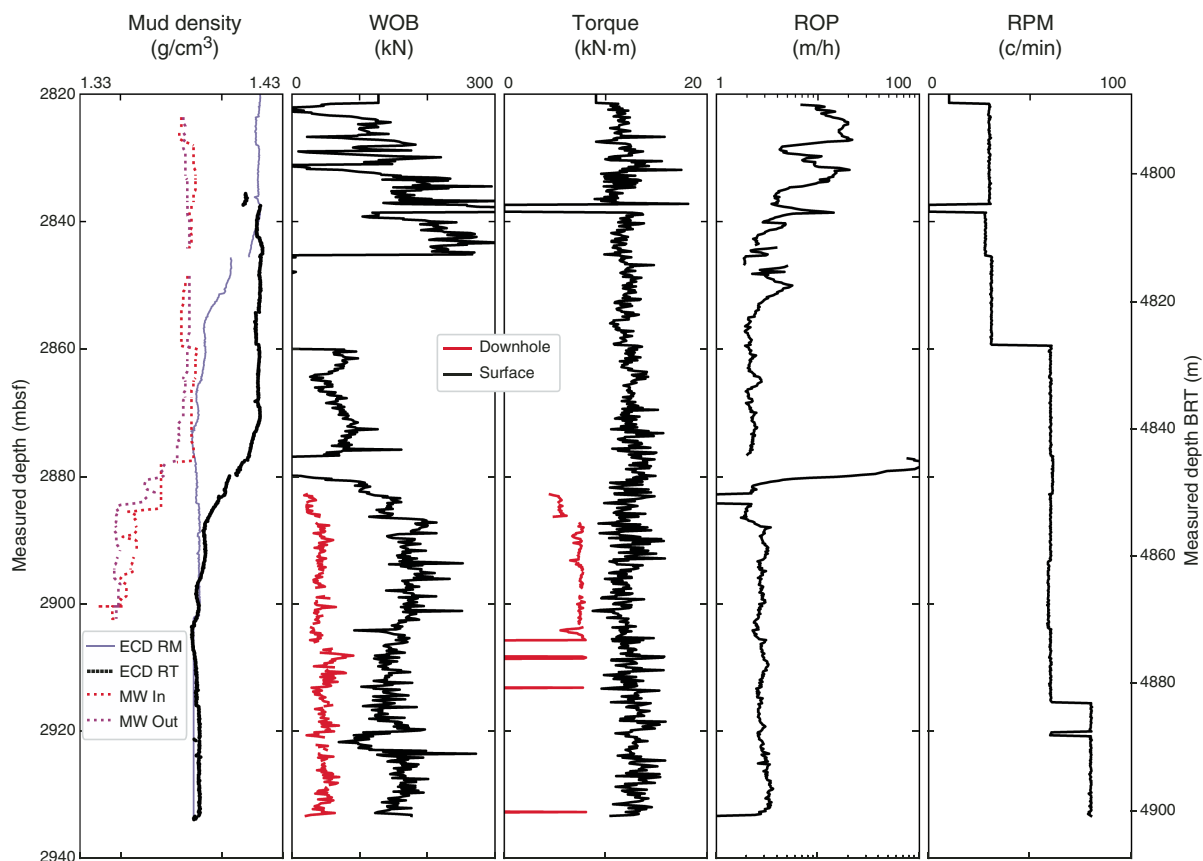 Mud density WOB Torque ROP RPM
(g/cm³) (kN) (kN·m) (m/h) (c/min)
1.33 1.43 0 300 0 20 1 100 0 100
2820
4800
2840
4820
2860
Downhole
Surface
4840
2880
4860
2900
ECD RM
ECD RT
MW In
MW Out
4880
2920
4900
2940
Measured depth (mbsf)
Measured depth BRT (m)